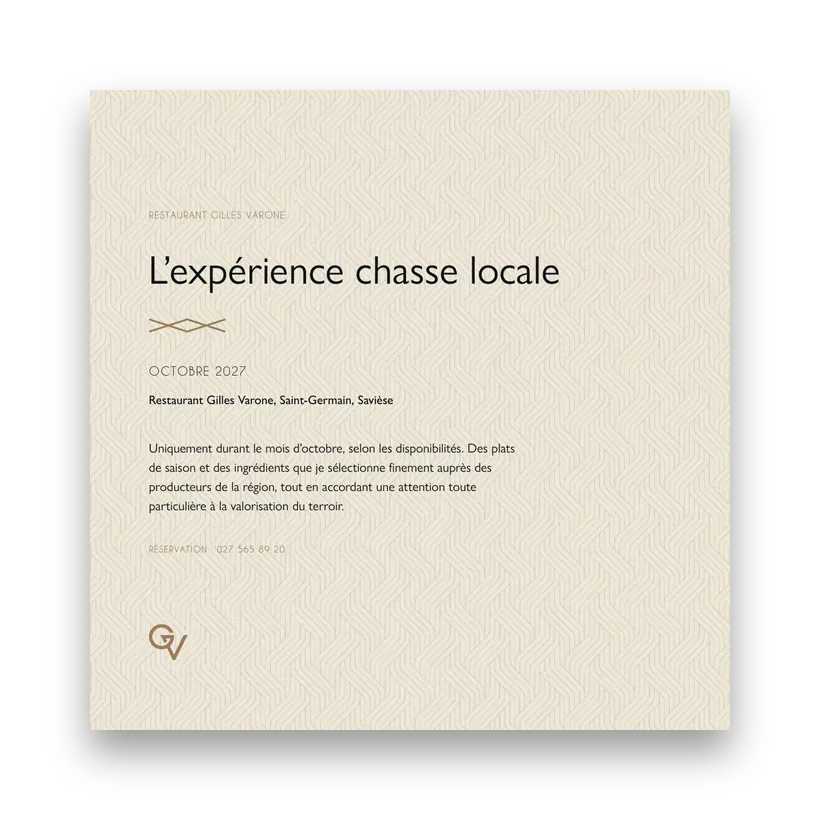 RESTAURANT GILLES VARONE
L’expérience chasse locale
OCTOBRE 2027
Restaurant Gilles Varone, Saint-Germain, Savièse
Uniquement durant le mois d’octobre, selon les disponibilités. Des plats
de saison et des ingrédients que je sélectionne finement auprès des
producteurs de la région, tout en accordant une attention toute
particulière à la valorisation du terroir.
RÉSERVATION 027 565 89 20
GV